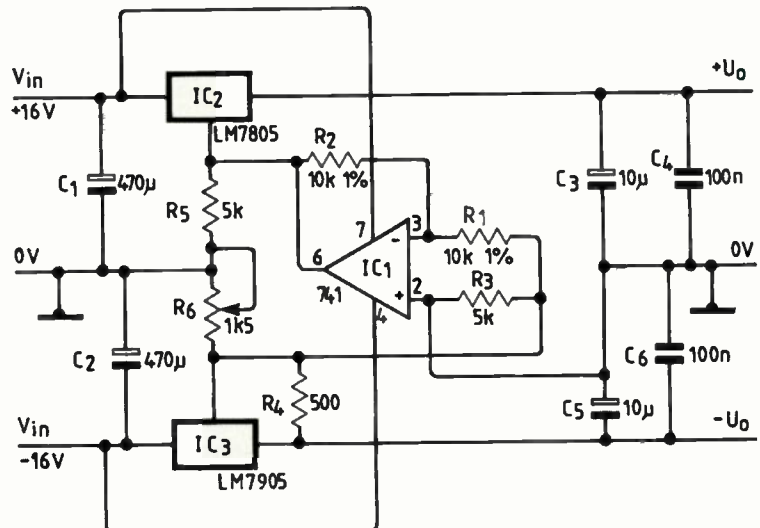 Vin
+16V
IC2
LM7805
+Uo
R2
10k 1%
C1
470µ
R5
5k
7
3
R1
10k 1%
C3
10µ
C4
100n
0V
6
-
IC1
741
+
2
4
R3
5k
0V
R6
1k5
C2
470µ
R4
500
C6
100n
C5
10µ
Vin
-16V
IC3
LM7905
-Uo